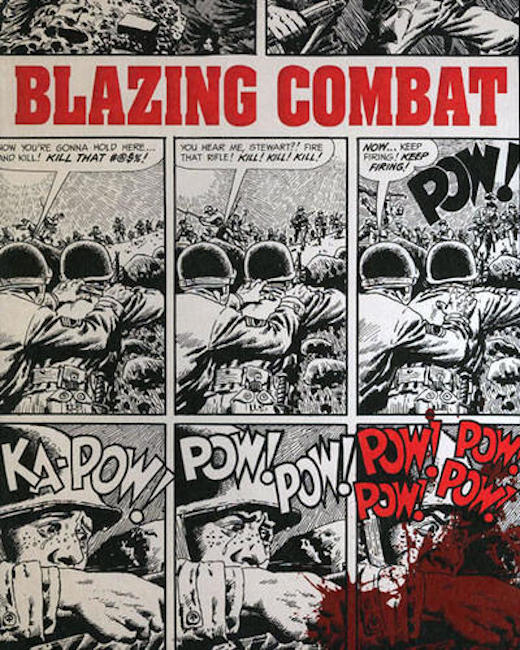 BLAZING COMBAT
NOW YOU'RE GONNA HOLD HERE...
AND KILL! KILL THAT #@$%!
YOU HEAR ME, STEWART?! FIRE
THAT RIFLE! KILL! KILL! KILL!
NOW... KEEP
FIRING! KEEP
FIRING!
POW!
KA-POW!
POW!
POW!
POW!
POW!
POW!
POW!